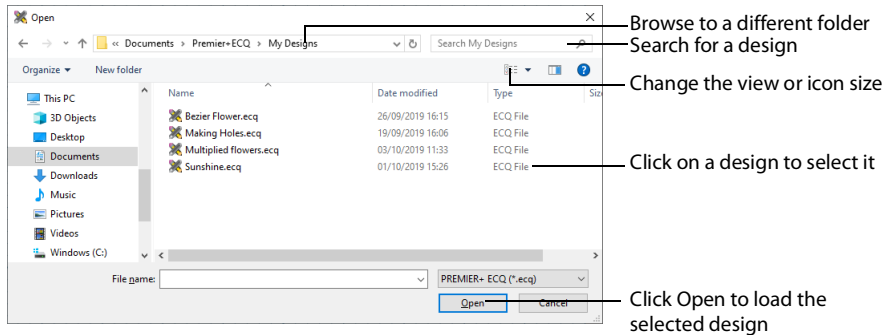 Open
Browse to a different folder
« Documents > Premier+ECQ > My Designs
Search My Designs
Search for a design
Organize
New folder
Change the view or icon size
This PC
3D Objects
Desktop
Documents
Downloads
Music
Pictures
Videos
Windows (C:)
Name Date modified Type Size
Bezier Flower.ecq 26/09/2019 16:15 ECQ File
Making Holes.ecq 19/09/2019 16:06 ECQ File
Multiplied flowers.ecq 03/10/2019 11:33 ECQ File
Sunshine.ecq 01/10/2019 15:26 ECQ File
Click on a design to select it
File name:
PREMIER+ ECQ (*.ecq)
Open
Cancel
Click Open to load the
selected design